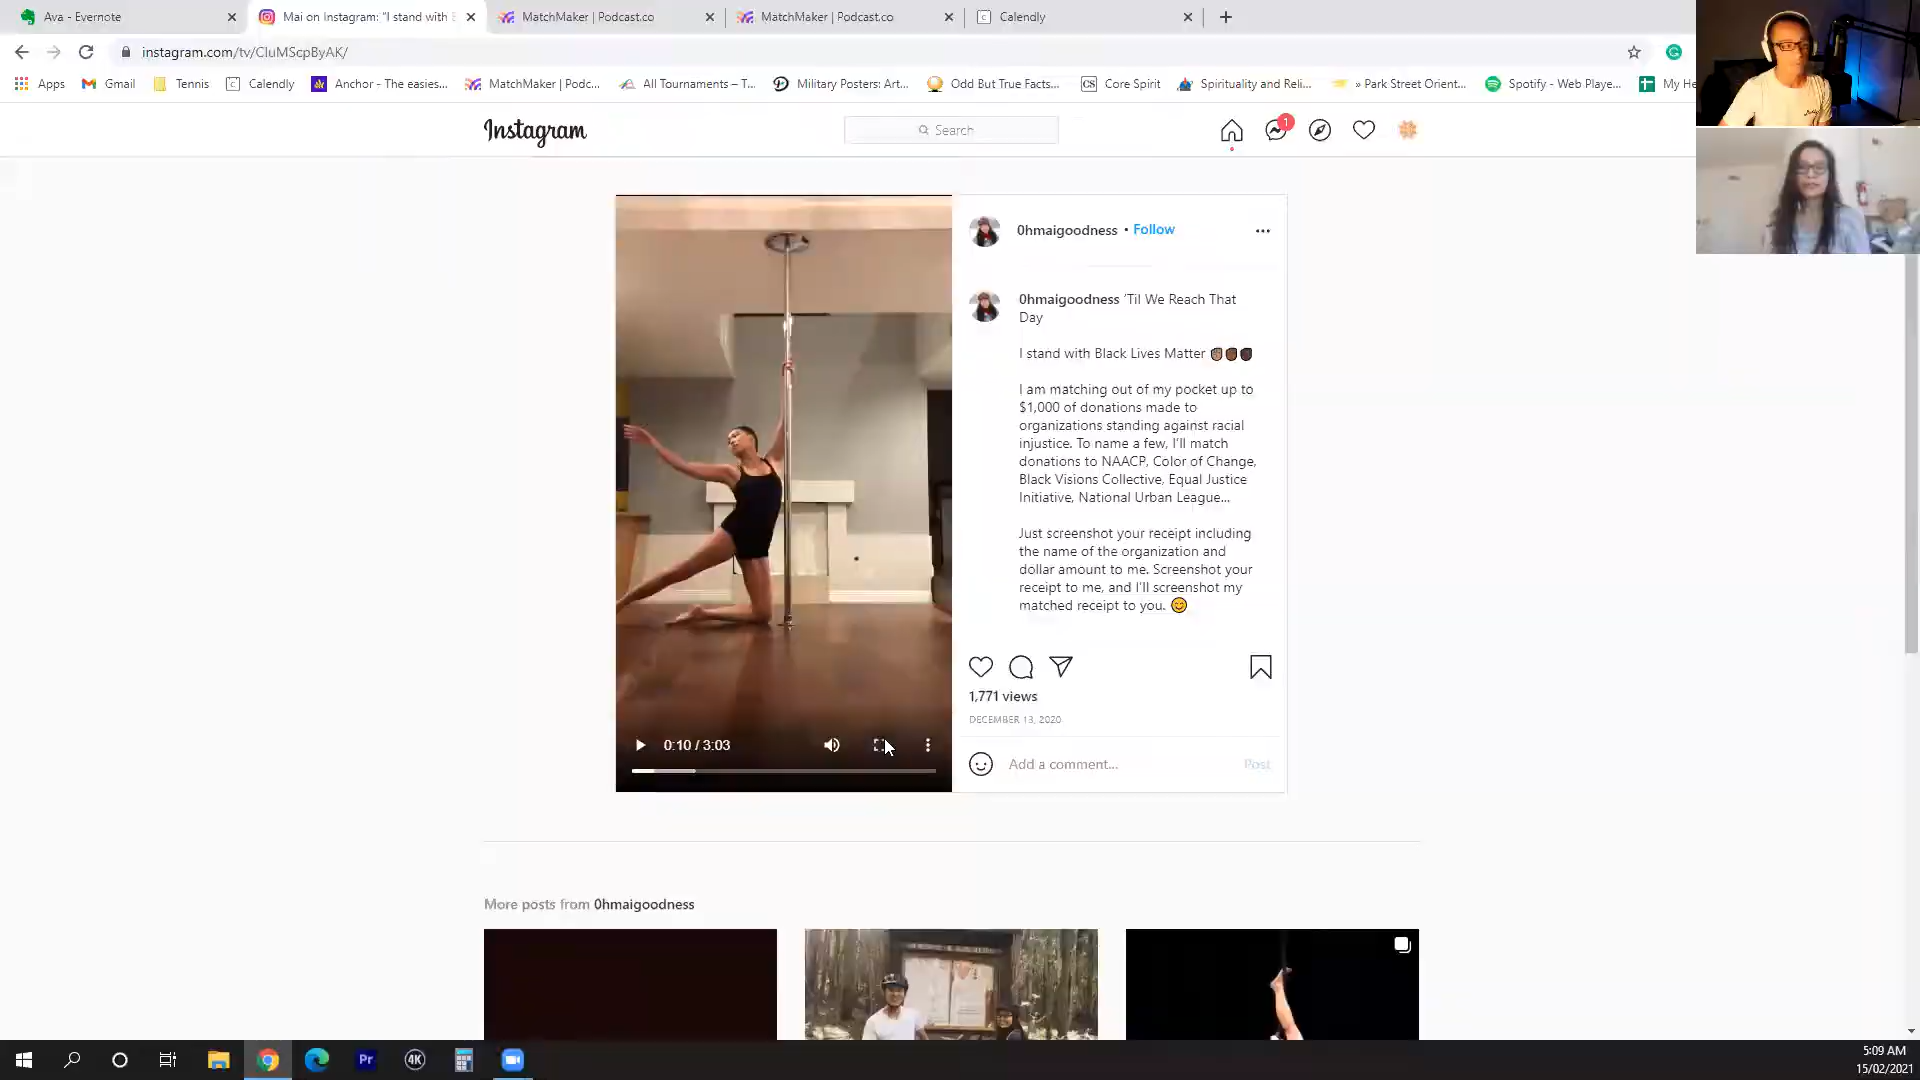 Ava - Evernote
Mai on Instagram: "I stand with B
MatchMaker | Podcast.co
MatchMaker | Podcast.co
Calendly
instagram.com/tv/CIuMScpByAK/
Apps
Gmail
Tennis
Calendly
Anchor - The easies...
MatchMaker | Podc...
All Tournaments – T...
Military Posters: Art...
Odd But True Facts...
CS Core Spirit
Spirituality and Reli...
» Park Street Orient...
Spotify - Web Playe...
My He
Instagram
Search
1
0hmaigoodness • Follow
0hmaigoodness 'Til We Reach That
Day
I stand with Black Lives Matter ✊🏽✊🏾✊🏿
I am matching out of my pocket up to
$1,000 of donations made to
organizations standing against racial
injustice. To name a few, I'll match
donations to NAACP, Color of Change,
Black Visions Collective, Equal Justice
Initiative, National Urban League...
Just screenshot your receipt including
the name of the organization and
dollar amount to me. Screenshot your
receipt to me, and I'll screenshot my
matched receipt to you. 😊
1,771 views
DECEMBER 13, 2020
0:10 / 3:03
Add a comment...
Post
More posts from 0hmaigoodness
Pr
4K
5:09 AM
15/02/2021